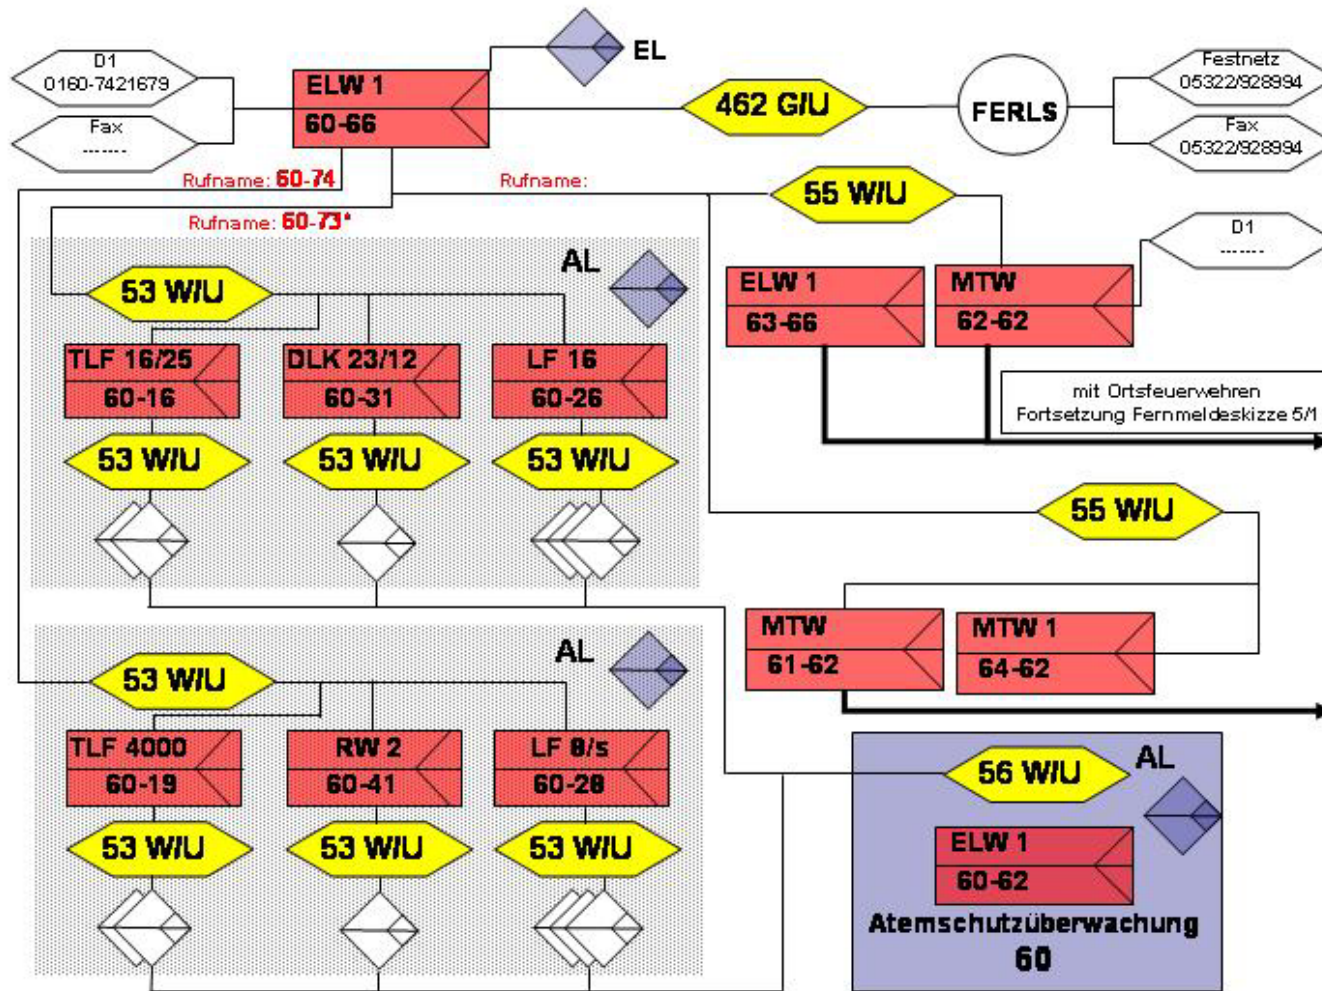 D1
0160-7421679
Fax
-------
ELW 1
60-66
EL
462 G/U
FERLS
Festnetz
05322/928994
Fax
05322/928994
Rufname: 60-74
Rufname:
Rufname: 60-73*
55 W/U
D1
-------
AL
53 W/U
ELW 1
63-66
MTW
62-62
TLF 16/25
60-16
DLK 23/12
60-31
LF 16
60-26
mit Ortsfeuerwehren
Fortsetzung Fernmeldeskizze 5/1
53 W/U
53 W/U
53 W/U
55 W/U
MTW
61-62
MTW 1
64-62
AL
53 W/U
TLF 4000
60-19
RW 2
60-41
LF 8/s
60-28
53 W/U
53 W/U
53 W/U
56 W/U
AL
ELW 1
60-62
Atemschutzüberwachung
60